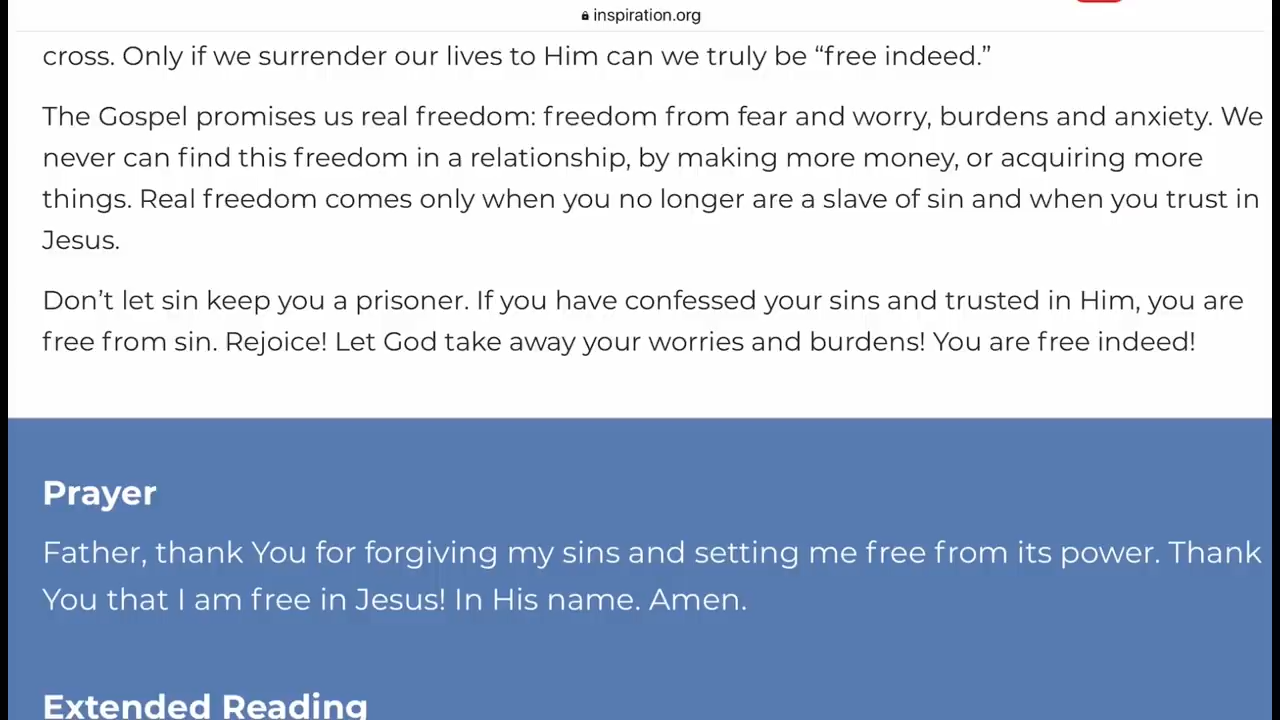 inspiration.org
cross. Only if we surrender our lives to Him can we truly be “free indeed.”
The Gospel promises us real freedom: freedom from fear and worry, burdens and anxiety. We
never can find this freedom in a relationship, by making more money, or acquiring more
things. Real freedom comes only when you no longer are a slave of sin and when you trust in
Jesus.
Don’t let sin keep you a prisoner. If you have confessed your sins and trusted in Him, you are
free from sin. Rejoice! Let God take away your worries and burdens! You are free indeed!
Prayer
Father, thank You for forgiving my sins and setting me free from its power. Thank
You that I am free in Jesus! In His name. Amen.
Extended Reading